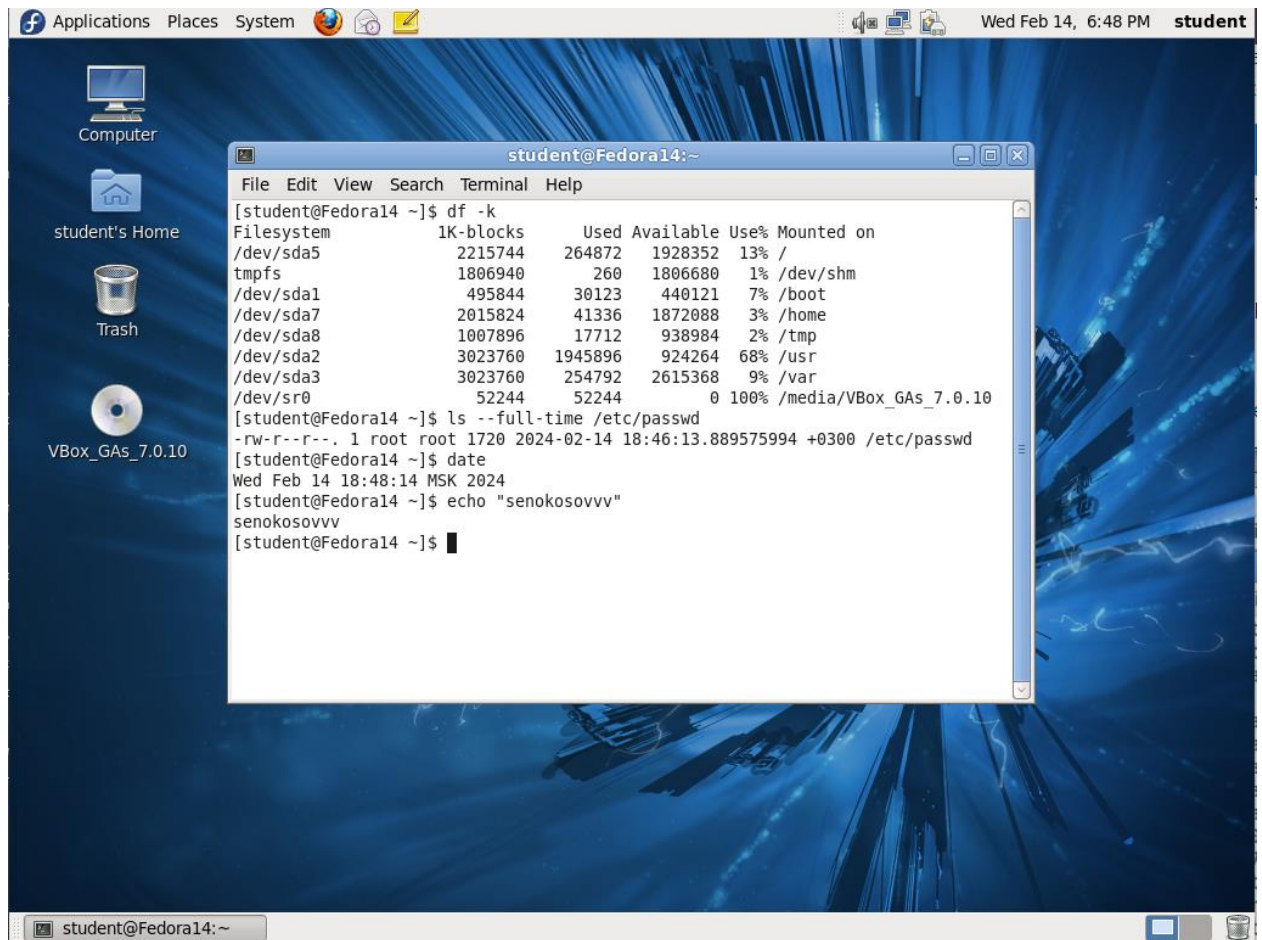 Applications Places System Wed Feb 14, 6:48 PM student
Computer
student's Home
Trash
VBox_GAs_7.0.10
student@Fedora14:~
File Edit View Search Terminal Help
[student@Fedora14 ~]$ df -k
Filesystem 1K-blocks Used Available Use% Mounted on
/dev/sda5 2215744 264872 1928352 13% /
tmpfs 1806940 260 1806680 1% /dev/shm
/dev/sda1 495844 30123 440121 7% /boot
/dev/sda7 2015824 41336 1872088 3% /home
/dev/sda8 1007896 17712 938984 2% /tmp
/dev/sda2 3023760 1945896 924264 68% /usr
/dev/sda3 3023760 254792 2615368 9% /var
/dev/sr0 52244 52244 0 100% /media/VBox_GAs_7.0.10
[student@Fedora14 ~]$ ls --full-time /etc/passwd
-rw-r--r--. 1 root root 1720 2024-02-14 18:46:13.889575994 +0300 /etc/passwd
[student@Fedora14 ~]$ date
Wed Feb 14 18:48:14 MSK 2024
[student@Fedora14 ~]$ echo "senokosovvv"
senokosovvv
[student@Fedora14 ~]$
student@Fedora14:~